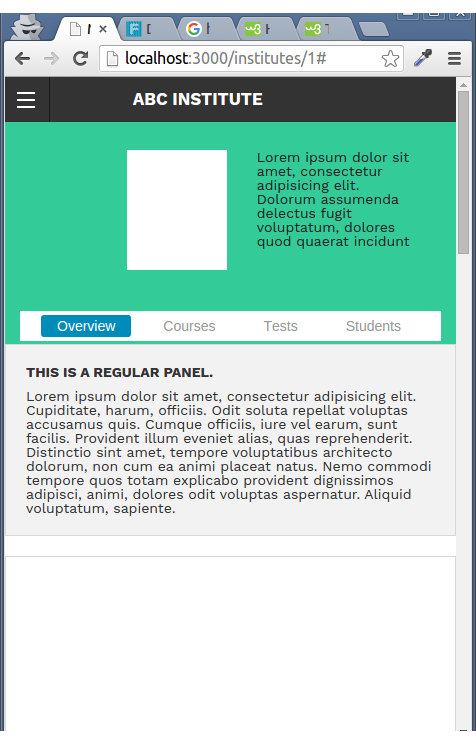 localhost:3000/institutes/1#
ABC INSTITUTE
Lorem ipsum dolor sit
amet, consectetur
adipisicing elit.
Dolorum assumenda
delectus fugit
voluptatum, dolores
quod quaerat incidunt
Overview Courses Tests Students
THIS IS A REGULAR PANEL.
Lorem ipsum dolor sit amet, consectetur adipisicing elit.
Cupiditate, harum, officiis. Odit soluta repellat voluptas
accusamus quis. Cumque officiis, iure vel earum, sunt
facilis. Provident illum eveniet alias, quas reprehenderit.
Distinctio sint amet, tempore voluptatibus architecto
dolorum, non cum ea animi placeat natus. Nemo commodi
tempore quos totam explicabo provident dignissimos
adipisci, animi, dolores odit voluptas aspernatur. Aliquid
voluptatum, sapiente.